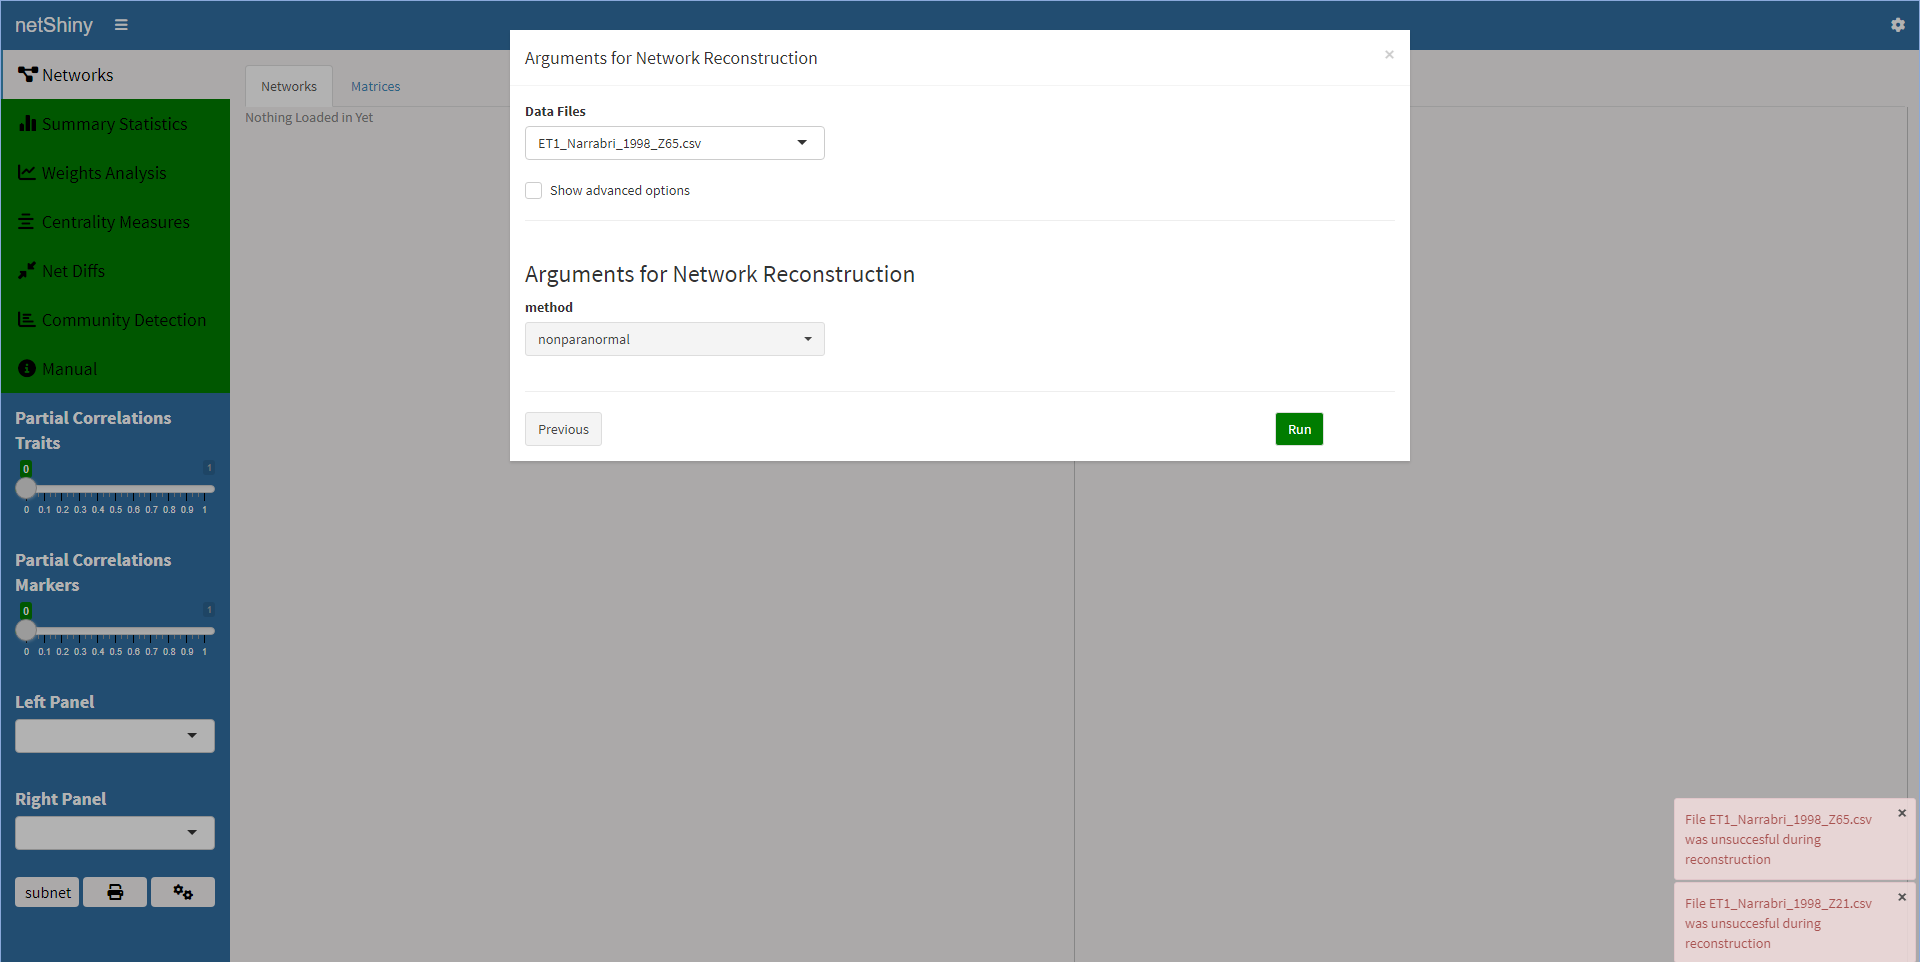 netShiny
Networks
Summary Statistics
Weights Analysis
Centrality Measures
Net Diffs
Community Detection
Manual
Partial Correlations
Traits
0
1
0 0.1 0.2 0.3 0.4 0.5 0.6 0.7 0.8 0.9 1
Partial Correlations
Markers
0
1
0 0.1 0.2 0.3 0.4 0.5 0.6 0.7 0.8 0.9 1
Left Panel
Right Panel
subnet
Networks Matrices
Nothing Loaded in Yet
Arguments for Network Reconstruction
×
Data Files
ET1_Narrabri_1998_Z65.csv
Show advanced options
Arguments for Network Reconstruction
method
nonparanormal
Previous
Run
File ET1_Narrabri_1998_Z65.csv
was unsuccesful during
reconstruction
×
File ET1_Narrabri_1998_Z21.csv
was unsuccesful during
reconstruction
×